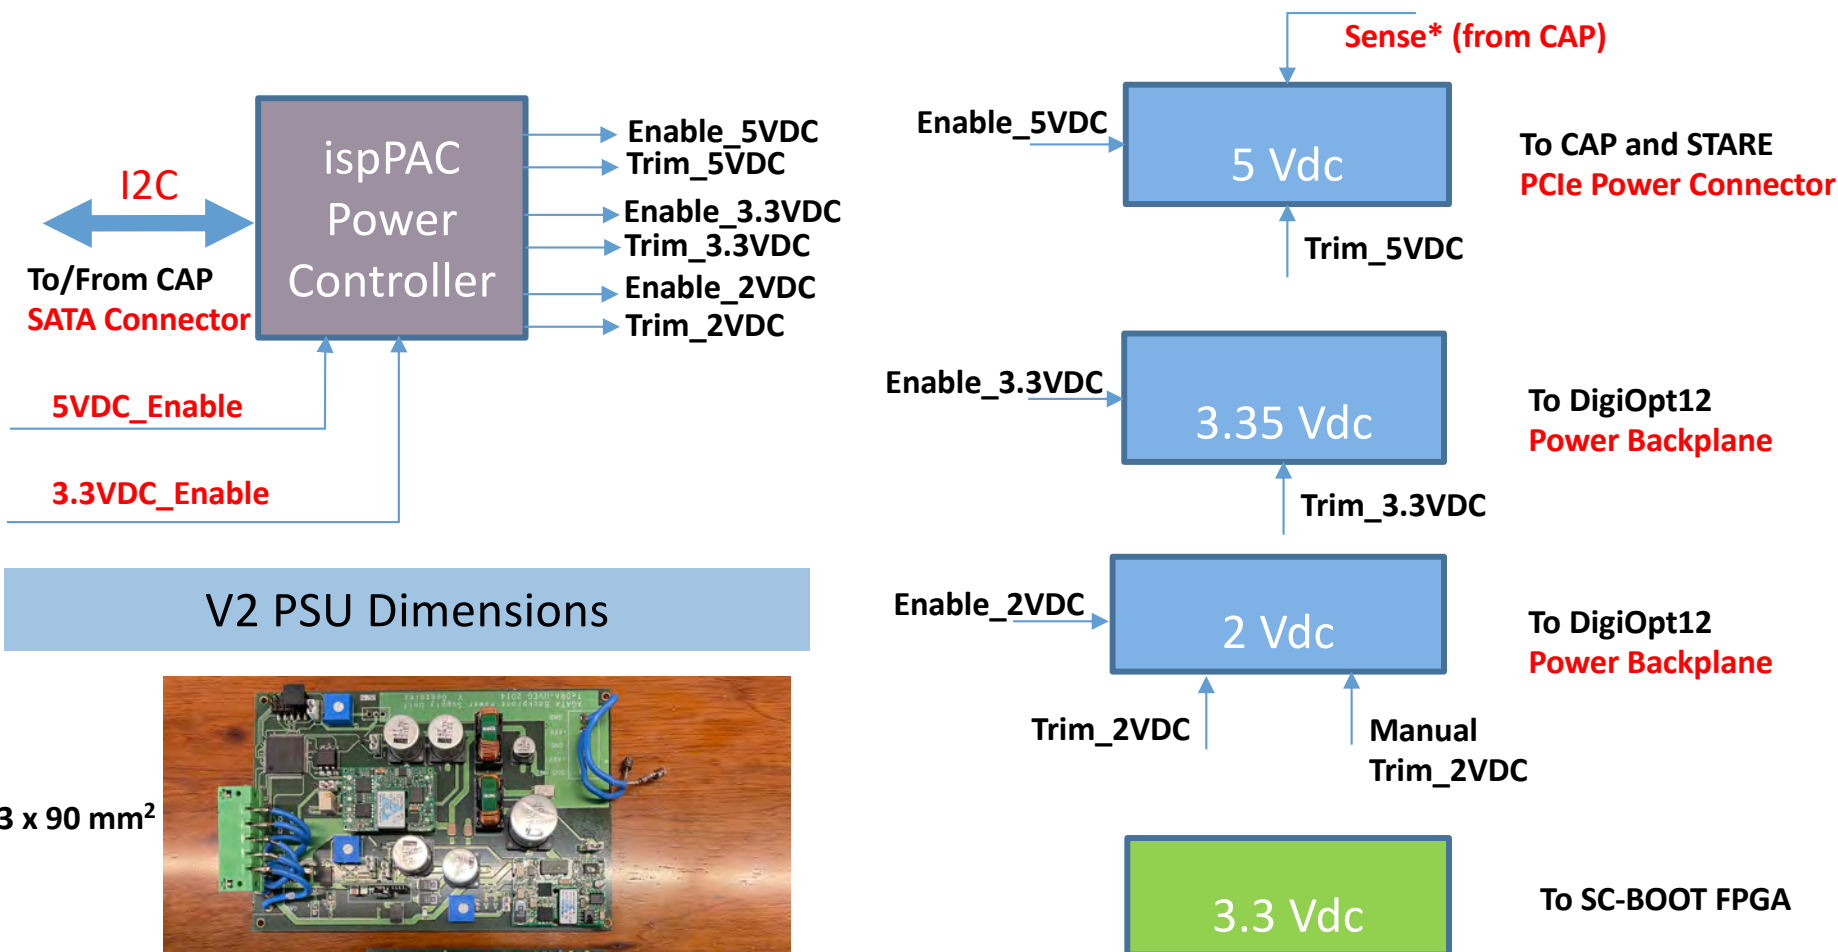 Sense* (from CAP)
ispPAC
Power
Controller
I2C
To/From CAP
SATA Connector
Enable_5VDC
Trim_5VDC
Enable_3.3VDC
Trim_3.3VDC
Enable_2VDC
Trim_2VDC
5VDC_Enable
3.3VDC_Enable
Enable_5VDC
5 Vdc
Trim_5VDC
To CAP and STARE
PCIe Power Connector
Enable_3.3VDC
3.35 Vdc
Trim_3.3VDC
To DigiOpt12
Power Backplane
Enable_2VDC
2 Vdc
Trim_2VDC
Manual
Trim_2VDC
To DigiOpt12
Power Backplane
3.3 Vdc
To SC-BOOT FPGA
V2 PSU Dimensions
3 x 90 mm²